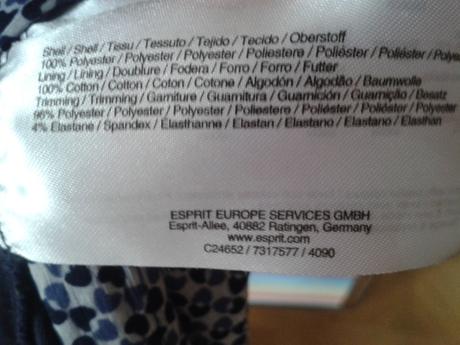 Shell / Shell / Tissu / Tessuto / Tejido / Tecido / Oberstoff
100% Polyester / Polyester / Polyester / Poliestere / Poliéster / Poliéster / Polyes
Lining / Lining / Doublure / Fodera / Forro / Forro / Futter
100% Cotton / Cotton / Coton / Cotone / Algodón / Algodão / Baumwolle
Trimming / Trimming / Garniture / Guarnitura / Guarnición / Guarnição / Besatz
96% Polyester / Polyester / Polyester / Poliestere / Poliéster / Poliéster / Polyester
4% Elastane / Spandex / Élasthanne / Elastan / Elastano / Elastano / Elasthan
ESPRIT EUROPE SERVICES GMBH
Esprit-Allee, 40882 Ratingen, Germany
www.esprit.com
C24652 / 7317577 / 4090